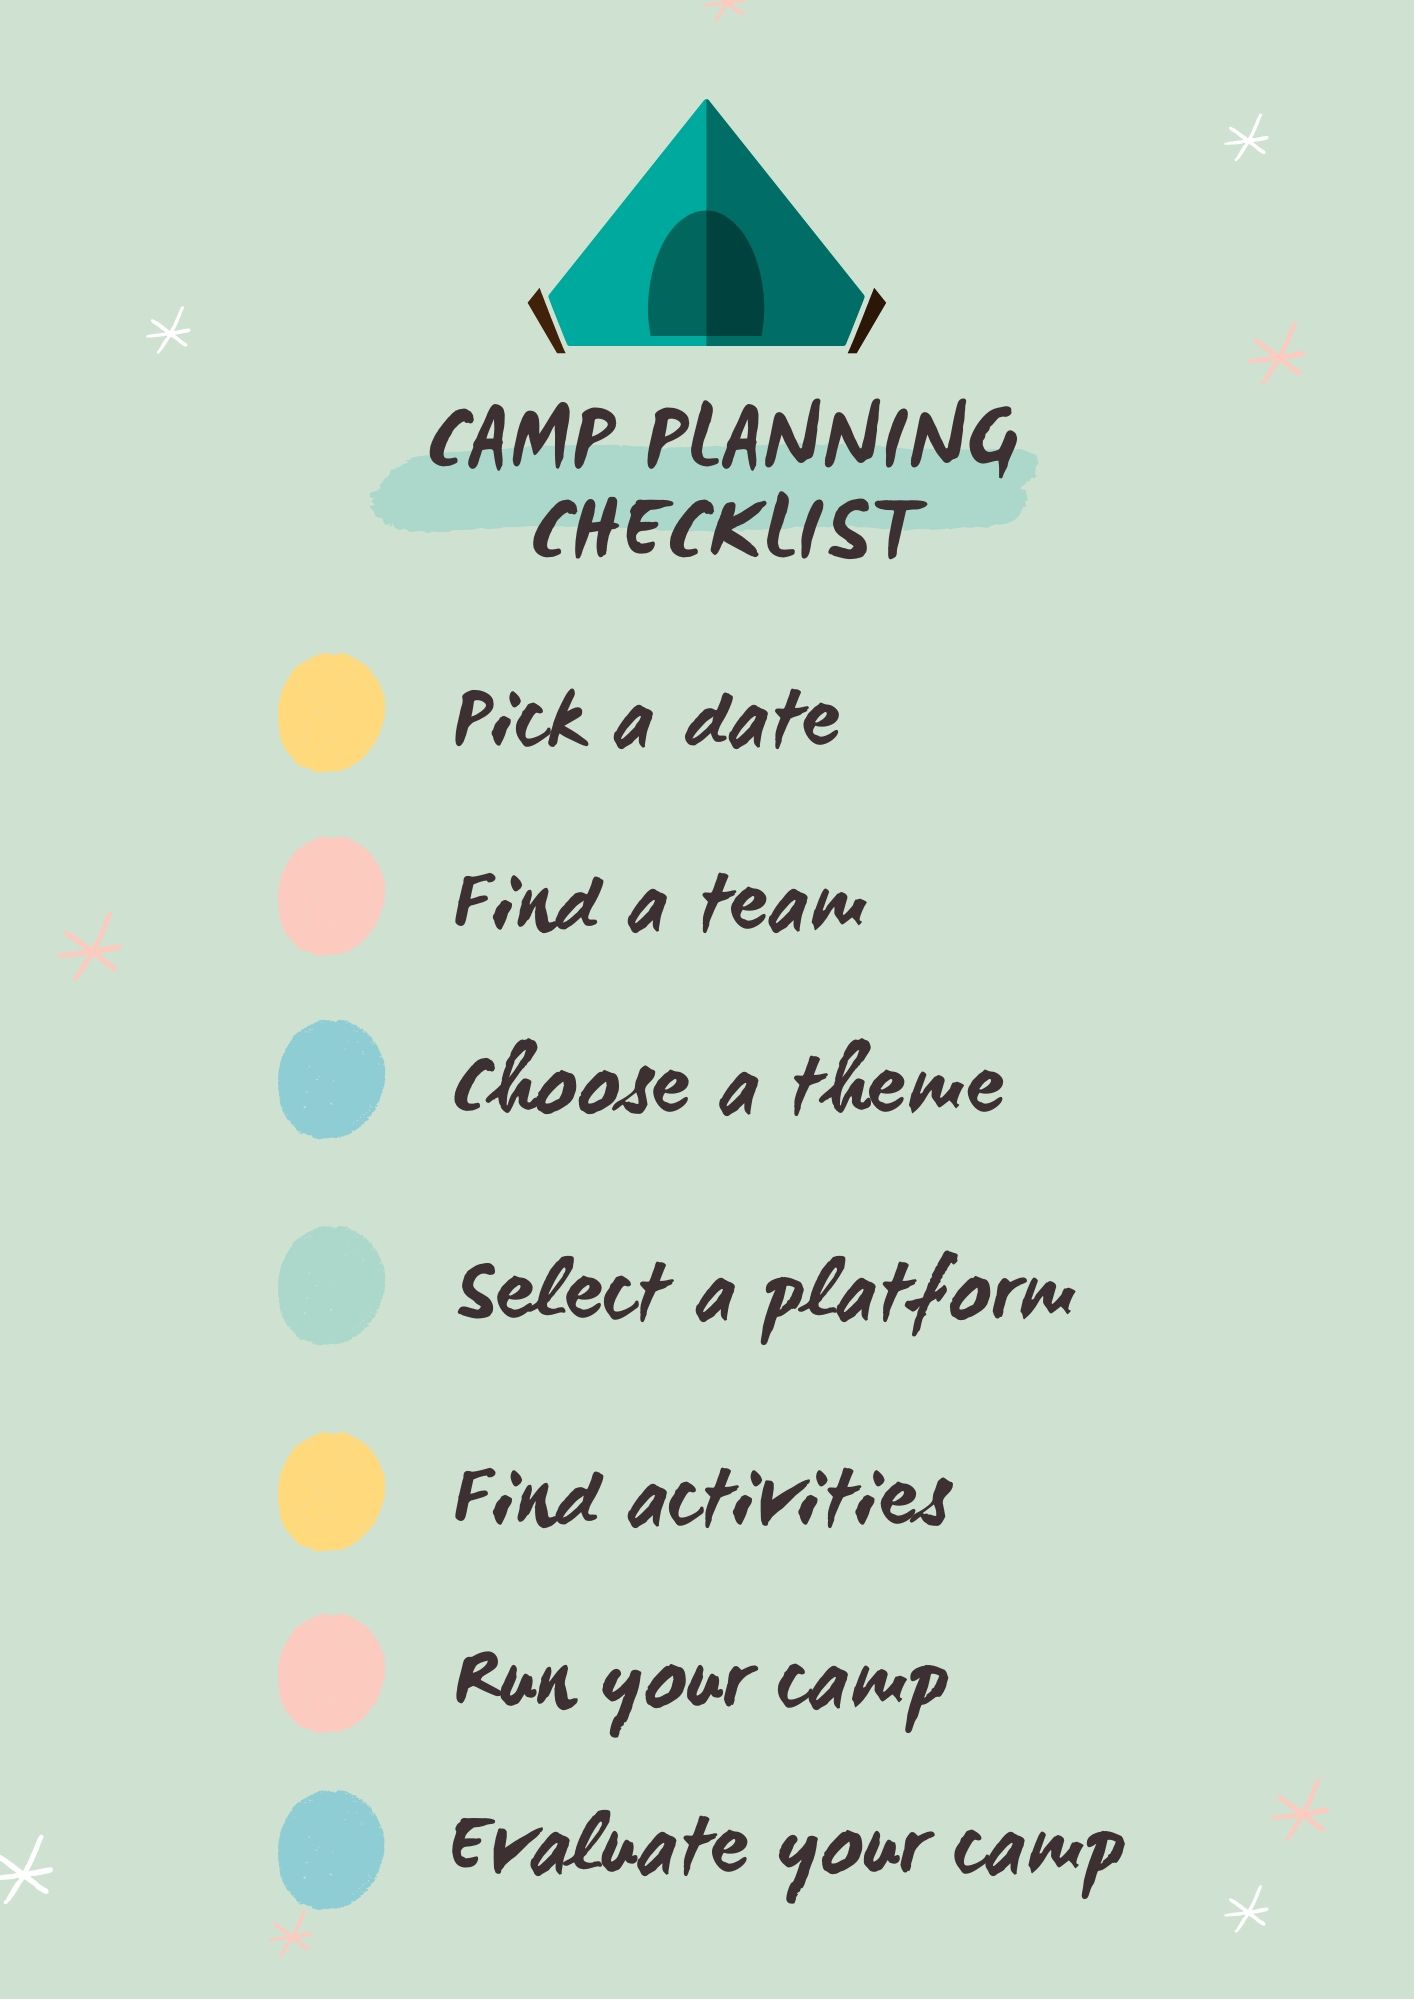 CAMP PLANNING
CHECKLIST
Pick a date
Find a team
Choose a theme
Select a platform
Find activities
Run your camp
Evaluate your camp